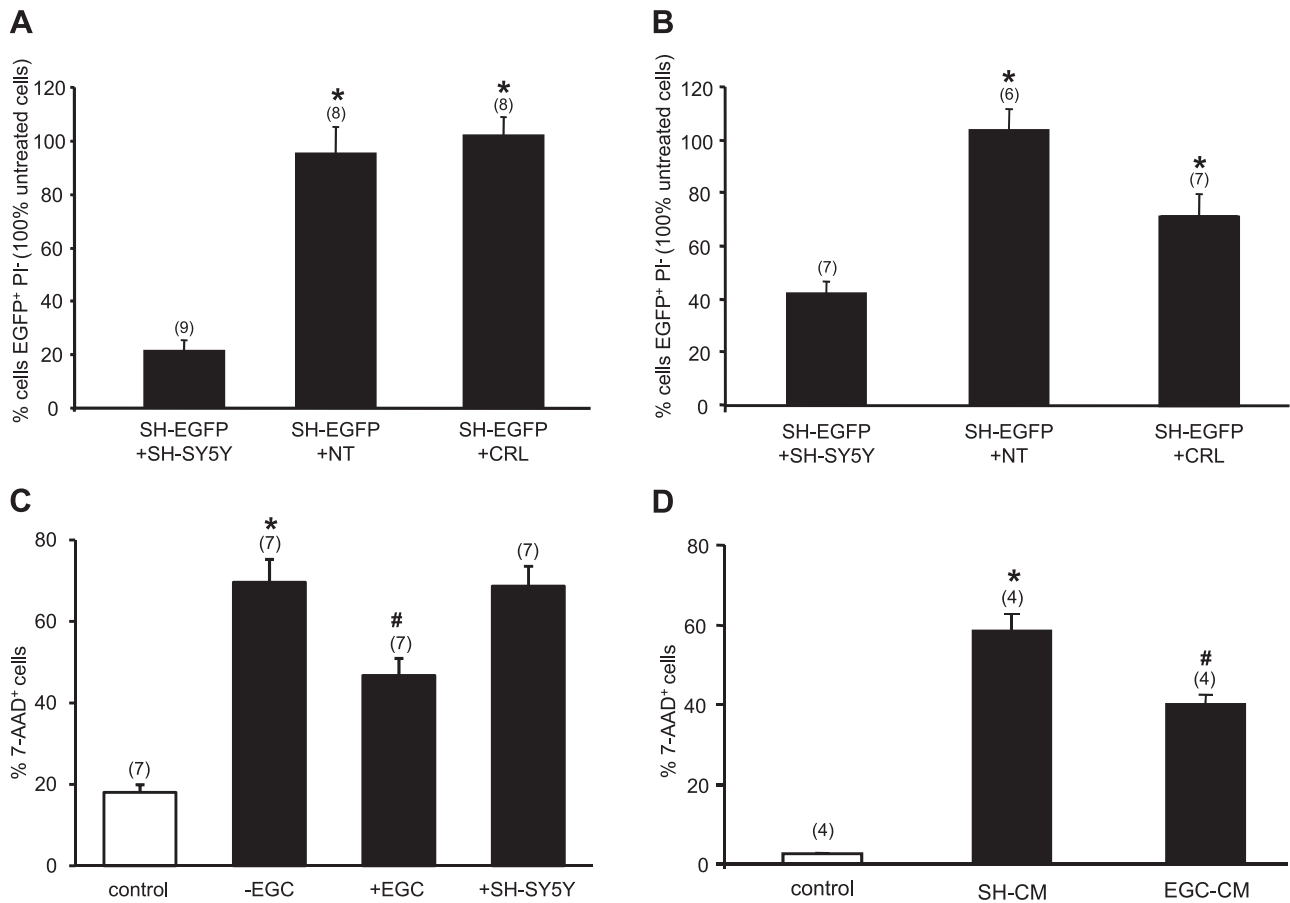 A
% cells EGFP⁺ PI⁻ (100% untreated cells)
120
100
80
60
40
20
0
(9)
*
(8)
*
(8)
SH-EGFP
+SH-SY5Y
SH-EGFP
+NT
SH-EGFP
+CRL
B
% cells EGFP⁺ PI⁻ (100% untreated cells)
120
100
80
60
40
20
0
(7)
*
(6)
*
(7)
SH-EGFP
+SH-SY5Y
SH-EGFP
+NT
SH-EGFP
+CRL
C
% 7-AAD⁺ cells
80
60
40
20
0
(7)
*
(7)
#
(7)
(7)
control
-EGC
+EGC
+SH-SY5Y
D
% 7-AAD⁺ cells
80
60
40
20
0
(4)
*
(4)
#
(4)
control
SH-CM
EGC-CM